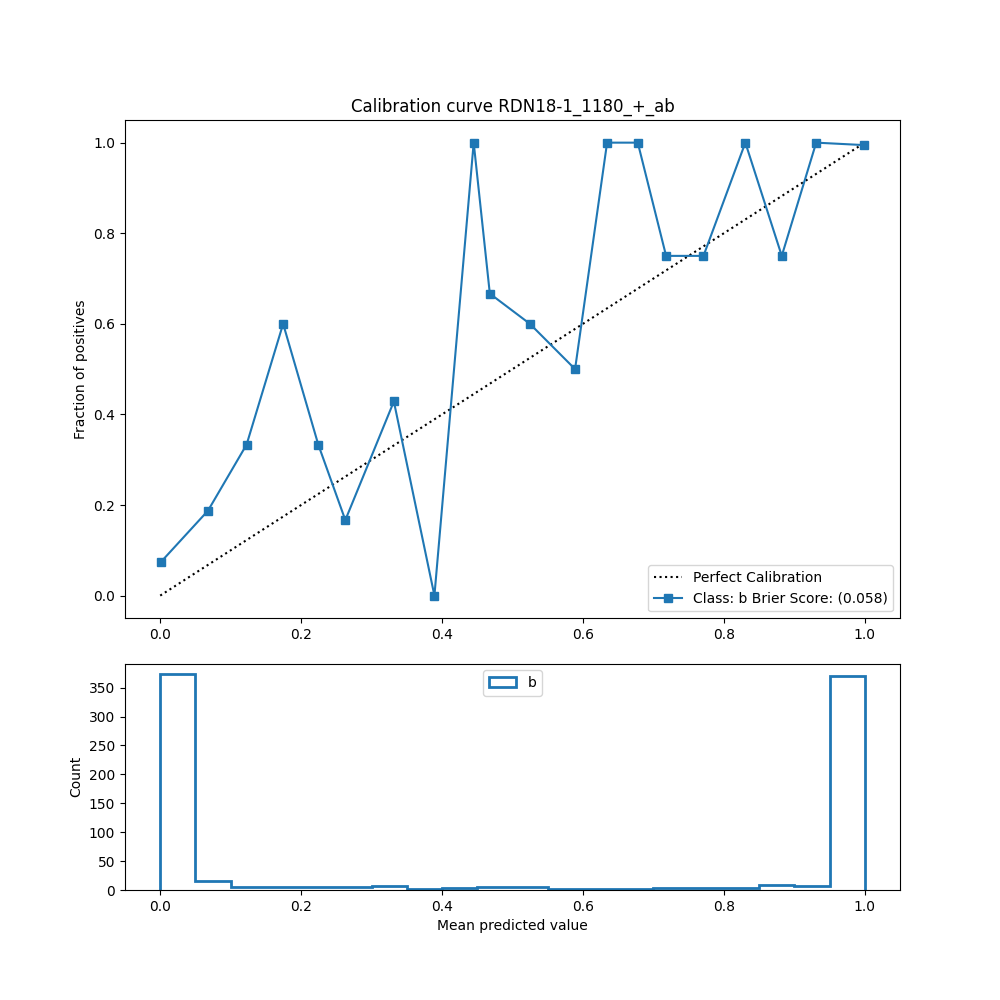 Calibration curve RDN18-1_1180_+_ab
1.0
0.8
0.6
0.4
0.2
0.0
Fraction of positives
Perfect Calibration
Class: b Brier Score: (0.058)
0.0 0.2 0.4 0.6 0.8 1.0
b
350
300
250
200
150
100
50
0
Count
0.0 0.2 0.4 0.6 0.8 1.0
Mean predicted value